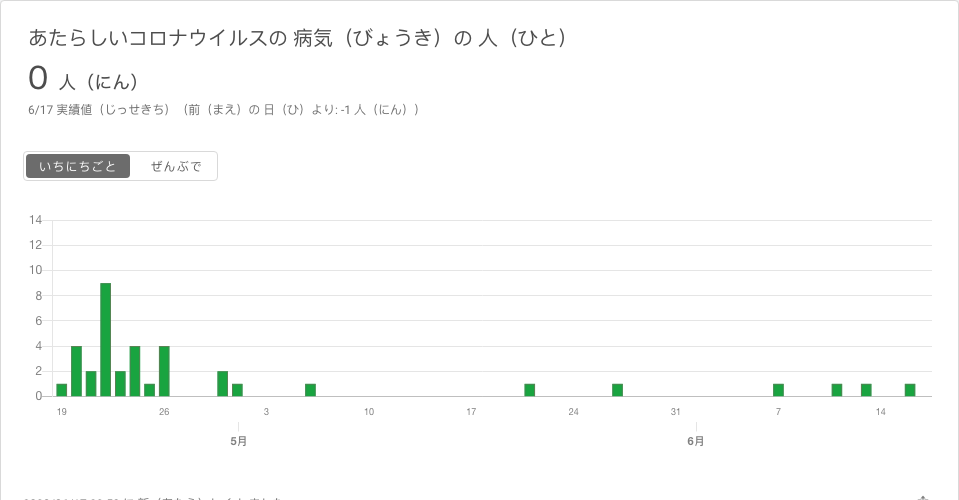 あたらしいコロナウイルスの 病気（びょうき）の 人（ひと）
0 人（にん）
6/17 実績値（じっせきち）（前（まえ）の 日（ひ）より: -1 人（にん））
いちにちごと ぜんぶで
14
12
10
8
6
4
2
0
19 26 3 10 17 24 31 7 14
5月 6月